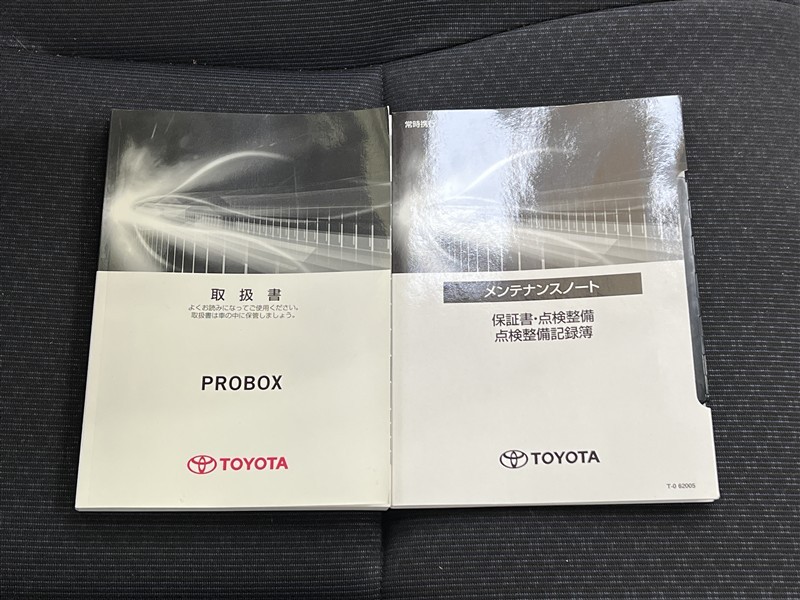 取扱書
よくお読みになってご使用ください。
取扱書は車の中に保管しましょう。
PROBOX
TOYOTA
常時携行
メンテナンスノート
保証書・点検整備
点検整備記録簿
TOYOTA
T-0 62005